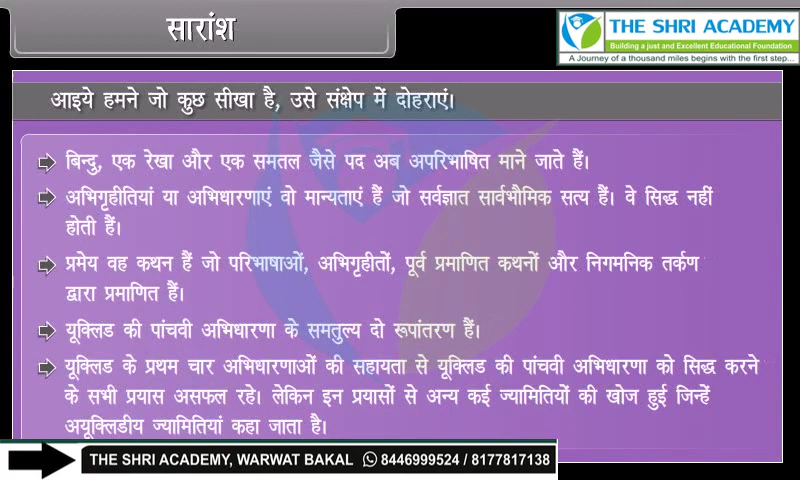 सारांश
THE SHRI ACADEMY
Building a just and Excellent Educational Foundation
A Journey of a thousand miles begins with the first step...
आइये हमने जो कुछ सीखा है, उसे संक्षेप में दोहराएं।
बिन्दु, एक रेखा और एक समतल जैसे पद अब अपरिभाषित माने जाते हैं।
अभिगृहीतियां या अभिधारणाएं वो मान्यताएं हैं जो सर्वज्ञात सार्वभौमिक सत्य हैं। वे सिद्ध नहीं
होती हैं।
प्रमेय वह कथन हैं जो परिभाषाओं, अभिगृहीतों, पूर्व प्रमाणित कथनों और निगमनिक तर्कण
द्वारा प्रमाणित हैं।
यूक्लिड की पांचवी अभिधारणा के समतुल्य दो रूपांतरण हैं।
यूक्लिड के प्रथम चार अभिधारणाओं की सहायता से यूक्लिड की पांचवी अभिधारणा को सिद्ध करने
के सभी प्रयास असफल रहे। लेकिन इन प्रयासों से अन्य कई ज्यामितियों की खोज हुई जिन्हें
अयूक्लिडीय ज्यामितियां कहा जाता है।
THE SHRI ACADEMY, WARWAT BAKAL 8446999524 / 8177817138